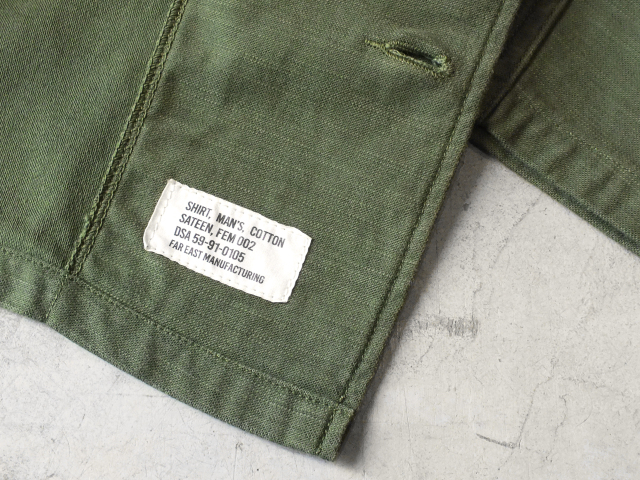 SHIRT, MAN'S, COTTON
SATEEN, FEM 002
DSA 59-91-0105
FAR EAST MANUFACTURING